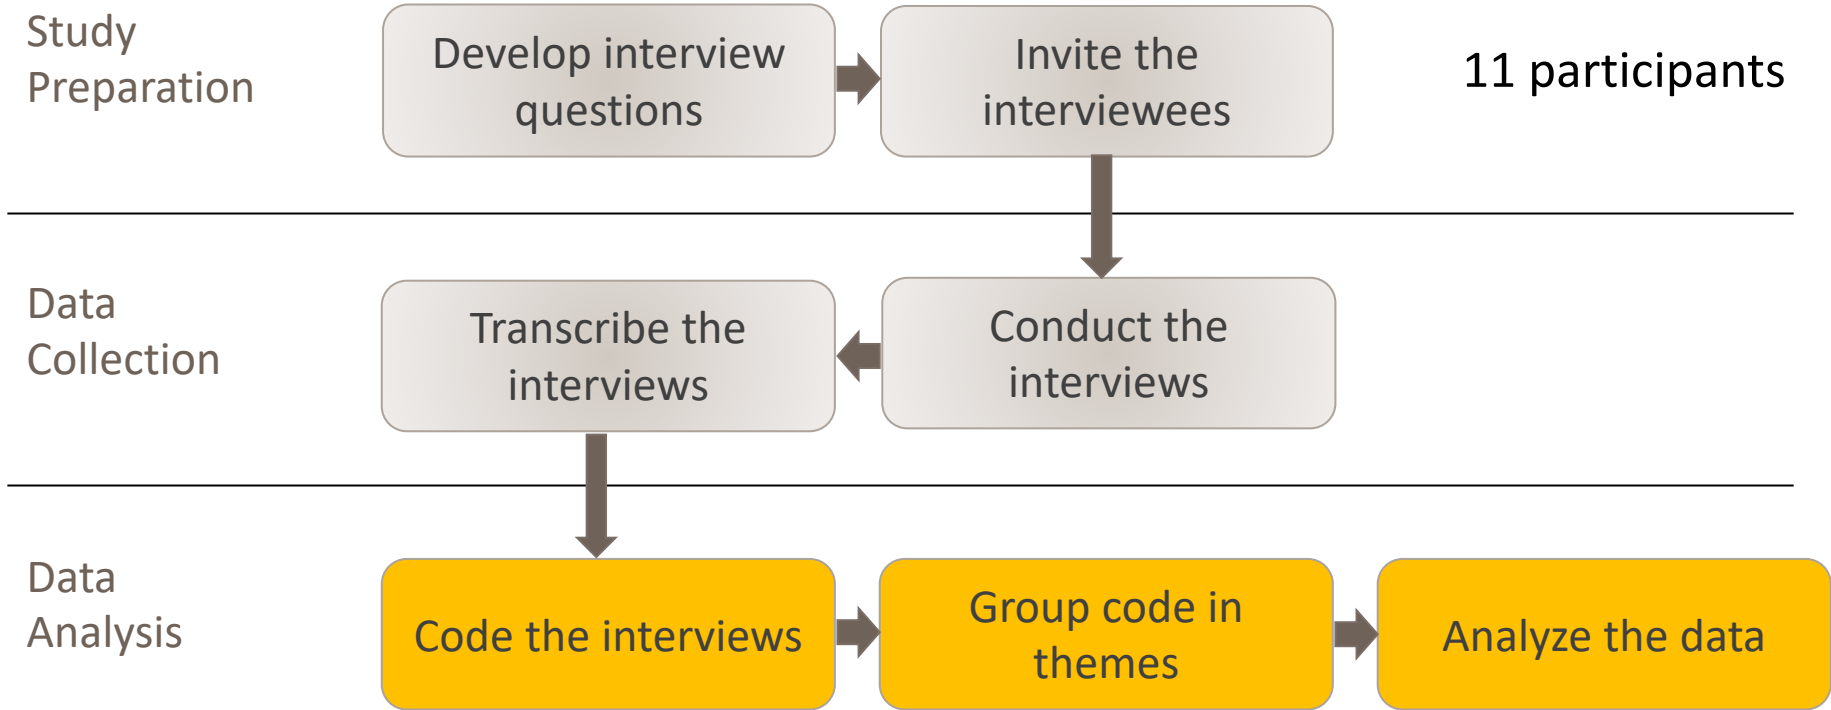 Study
Preparation
Develop interview
questions
Invite the
interviewees
11 participants
Data
Collection
Transcribe the
interviews
Conduct the
interviews
Data
Analysis
Code the interviews
Group code in
themes
Analyze the data